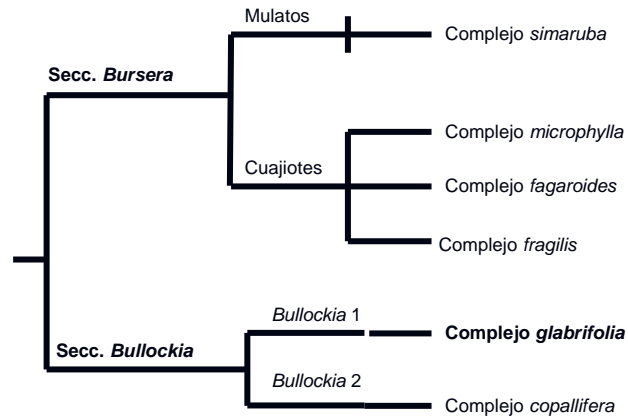 Mulatos
Complejo simaruba
Secc. Bursera
Complejo microphylla
Cuajiotes
Complejo fagaroides
Complejo fragilis
Bullockia 1
Complejo glabrifolia
Secc. Bullockia
Bullockia 2
Complejo copallifera